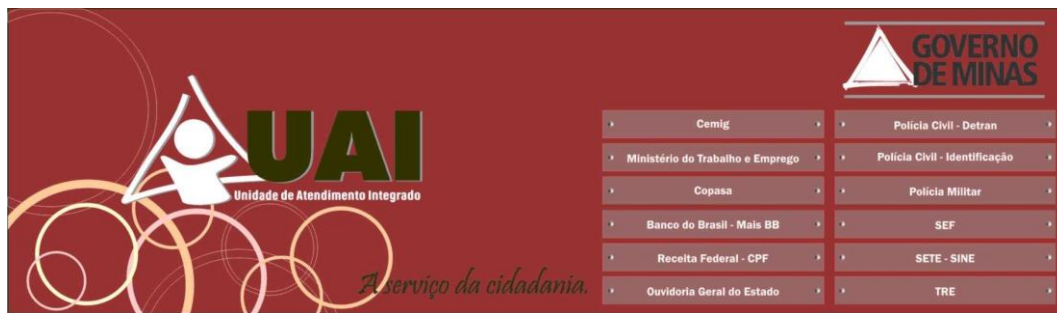 GOVERNO
DE MINAS
UAI
Unidade de Atendimento Integrado
A serviço da cidadania.
Cemig
Ministério do Trabalho e Emprego
Copasa
Banco do Brasil - Mais BB
Receita Federal - CPF
Ouvidoria Geral do Estado
Polícia Civil - Detran
Polícia Civil - Identificação
Polícia Militar
SEF
SETE - SINE
TRE